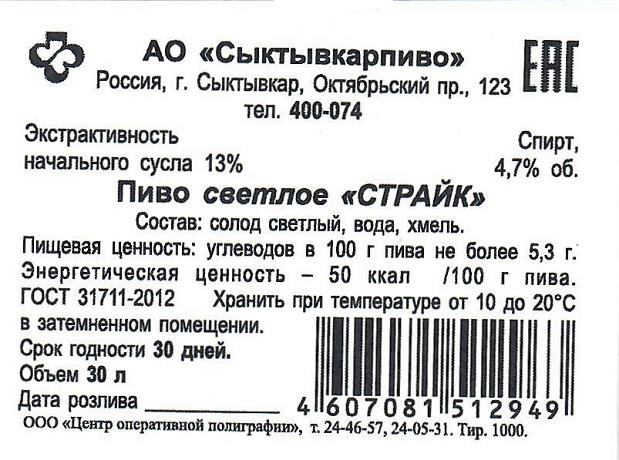 АО «Сыктывкарпиво»
EAC
Россия, г. Сыктывкар, Октябрьский пр., 123
тел. 400-074
Экстрактивность
начального сусла 13%
Спирт,
4,7% об.
Пиво светлое «СТРАЙК»
Состав: солод светлый, вода, хмель.
Пищевая ценность: углеводов в 100 г пива не более 5,3 г.
Энергетическая ценность – 50 ккал /100 г пива.
ГОСТ 31711-2012 Хранить при температуре от 10 до 20°С
в затемненном помещении.
Срок годности 30 дней.
Объем 30 л
Дата розлива ____________
4 607081 512949
ООО «Центр оперативной полиграфии», т. 24-46-57, 24-05-31. Тир. 1000.